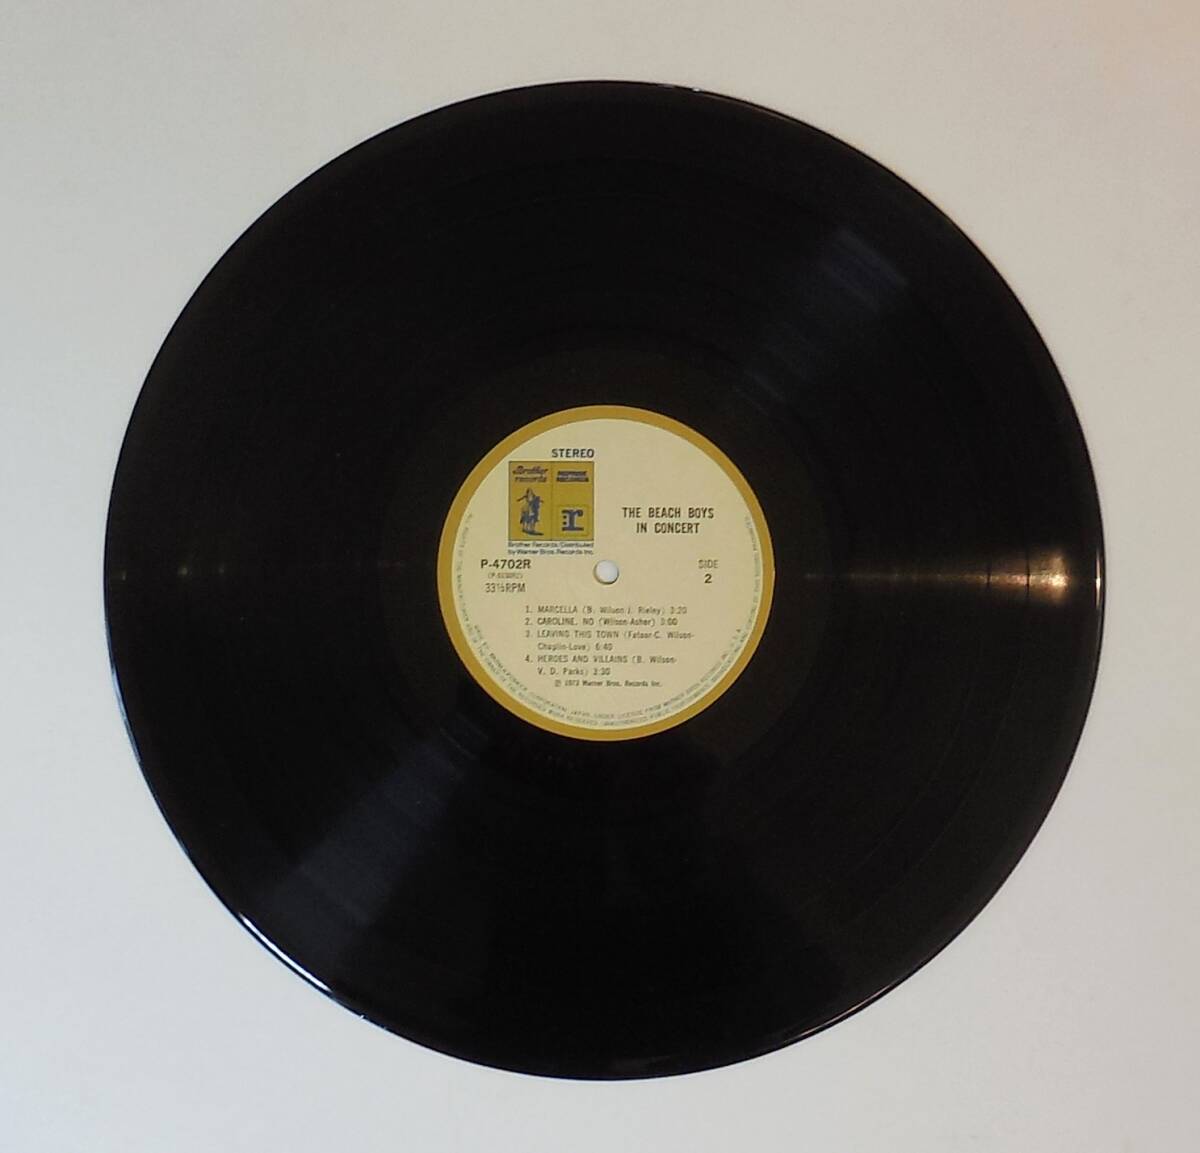 STEREO
Brother
records
REPRISE
RECORDS
r
Brother Records/Distributed
by Warner Bros. Records Inc.
THE BEACH BOYS
IN CONCERT
P-4702R
33⅓RPM
SIDE
2
1. MARCELLA (B. Wilson J. Rieley) 3:20
2. CAROLINE, NO (Wilson-Asher) 3:00
3. LEAVING THIS TOWN (Fataar-C. Wilson-
Chaplin-Love) 6:40
4. HEROES AND VILLAINS (B. Wilson-
V. D. Parks) 3:30
Ⓟ 1973 Warner Bros. Records Inc.